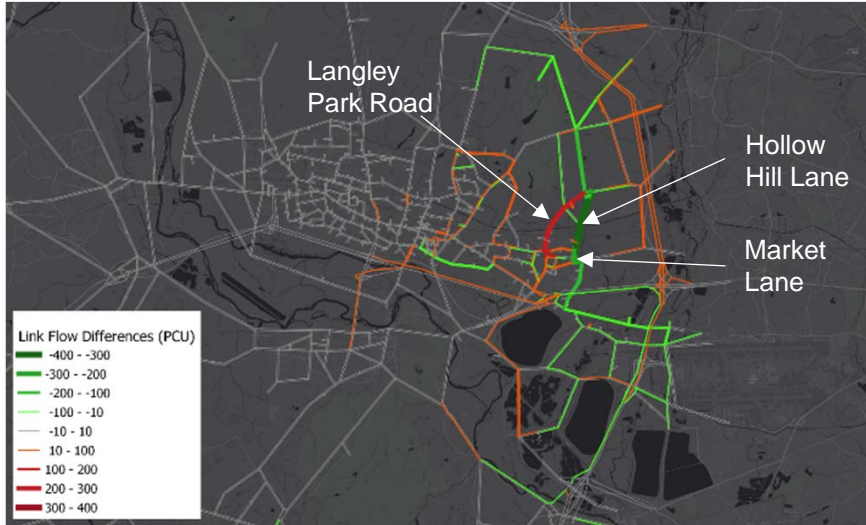 Langley
Park Road
Hollow
Hill Lane
Market
Lane
Link Flow Differences (PCU)
-400 - -300
-300 - -200
-200 - -100
-100 - -10
-10 - 10
10 - 100
100 - 200
200 - 300
300 - 400